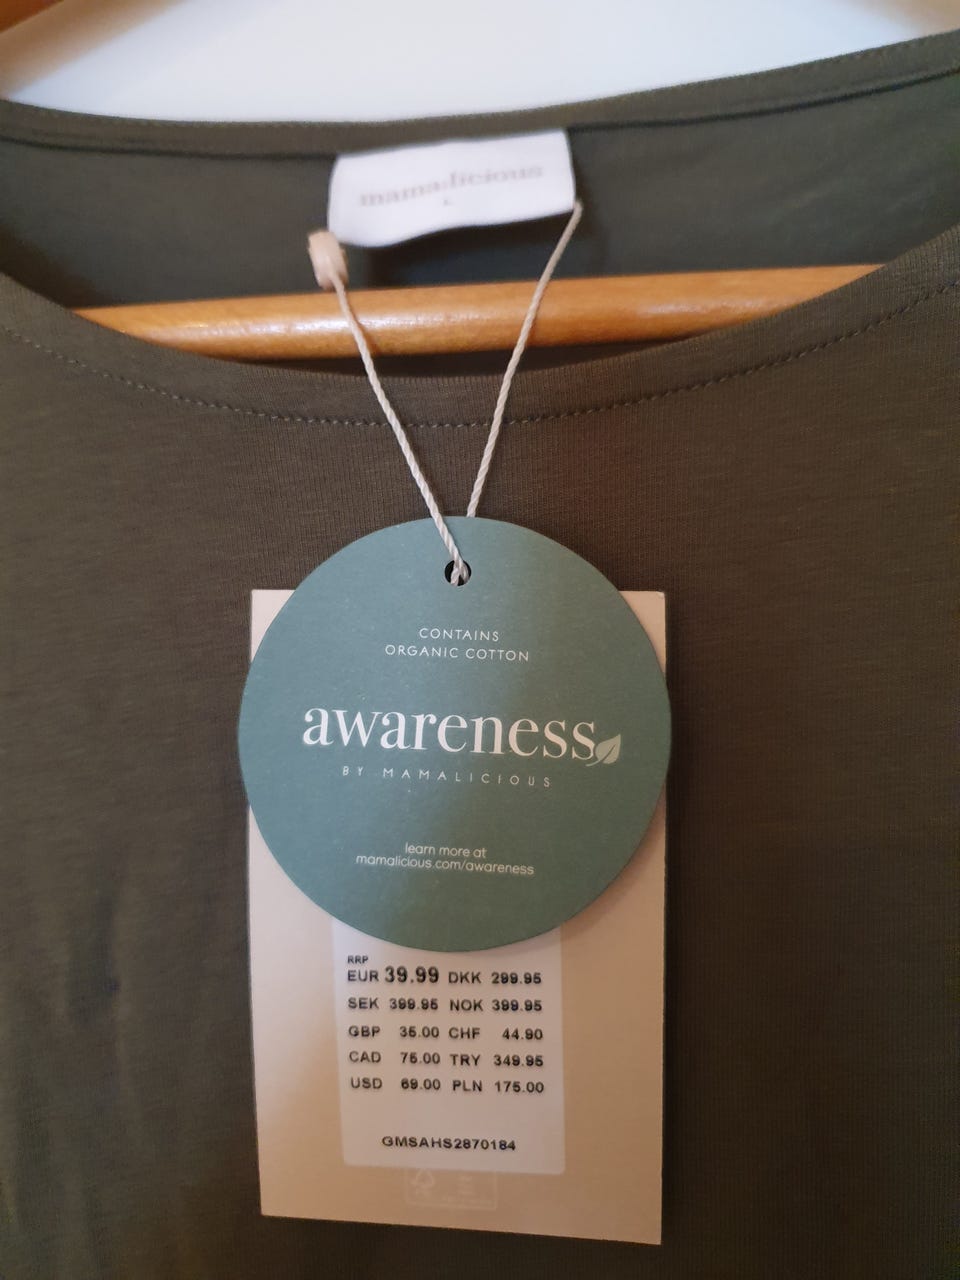 mama;licious
L
CONTAINS
ORGANIC COTTON
awareness
BY MAMALICIOUS
learn more at
mamalicious.com/awareness
RRP
EUR 39.99 DKK 299.95
SEK 399.95 NOK 399.95
GBP 35.00 CHF 44.90
CAD 75.00 TRY 349.95
USD 69.00 PLN 175.00
GMSAHS2870184